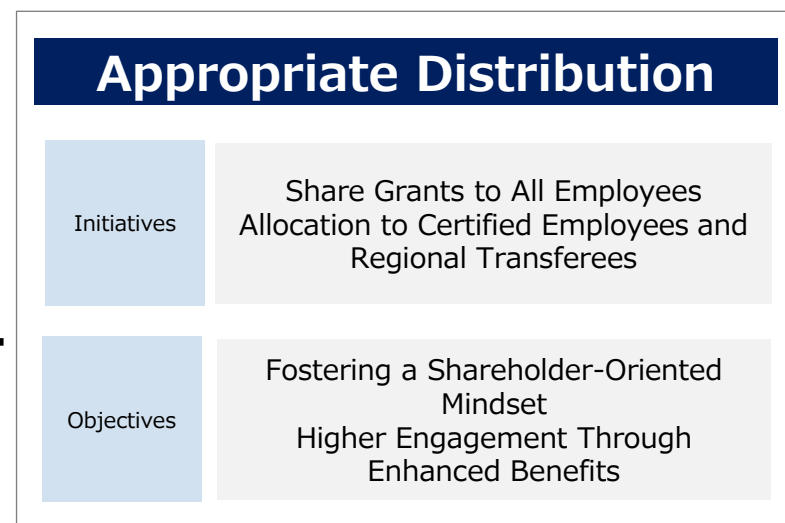 Appropriate Distribution
Initiatives
Share Grants to All Employees
Allocation to Certified Employees and
Regional Transferees
Objectives
Fostering a Shareholder-Oriented
Mindset
Higher Engagement Through
Enhanced Benefits